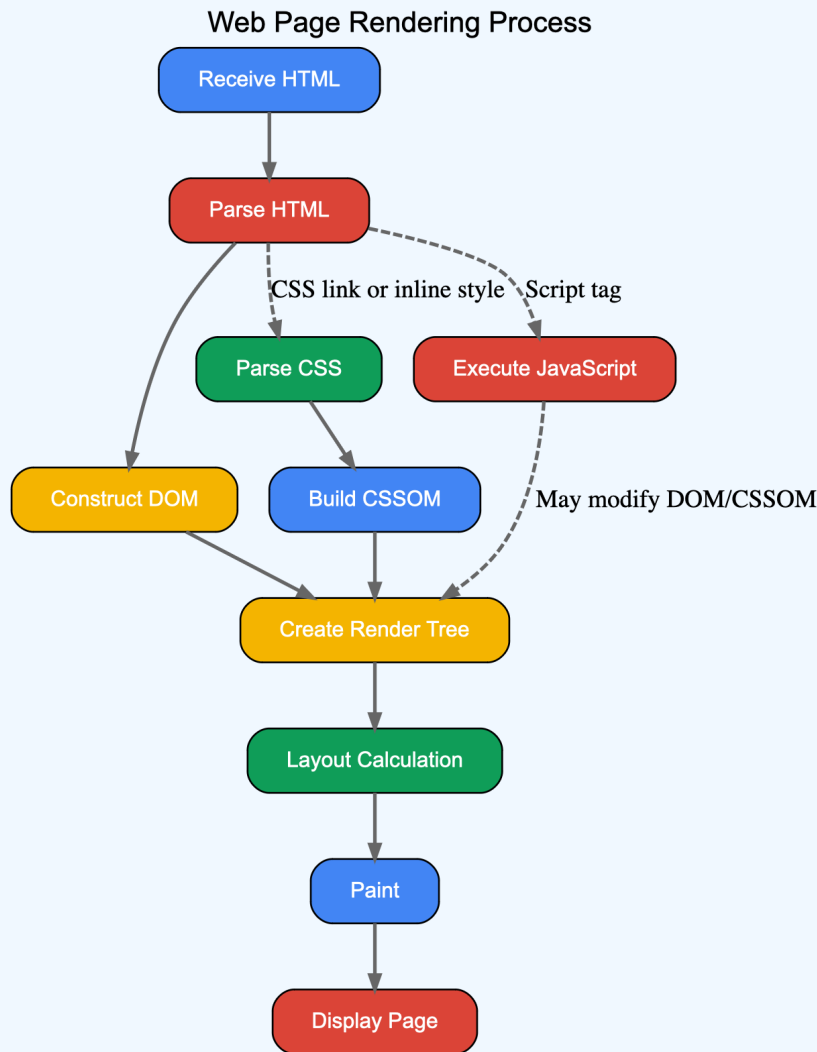 Web Page Rendering Process
Receive HTML
Parse HTML
CSS link or inline style
Script tag
Parse CSS
Execute JavaScript
Construct DOM
Build CSSOM
May modify DOM/CSSOM
Create Render Tree
Layout Calculation
Paint
Display Page